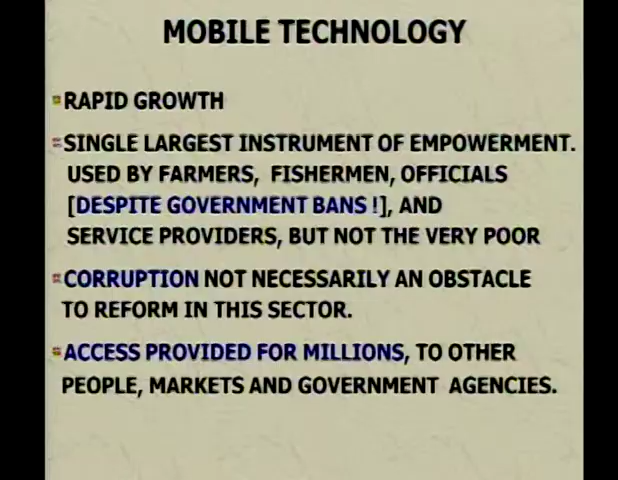 MOBILE TECHNOLOGY
RAPID GROWTH
SINGLE LARGEST INSTRUMENT OF EMPOWERMENT.
USED BY FARMERS, FISHERMEN, OFFICIALS
[DESPITE GOVERNMENT BANS !], AND
SERVICE PROVIDERS, BUT NOT THE VERY POOR
CORRUPTION NOT NECESSARILY AN OBSTACLE
TO REFORM IN THIS SECTOR.
ACCESS PROVIDED FOR MILLIONS, TO OTHER
PEOPLE, MARKETS AND GOVERNMENT AGENCIES.